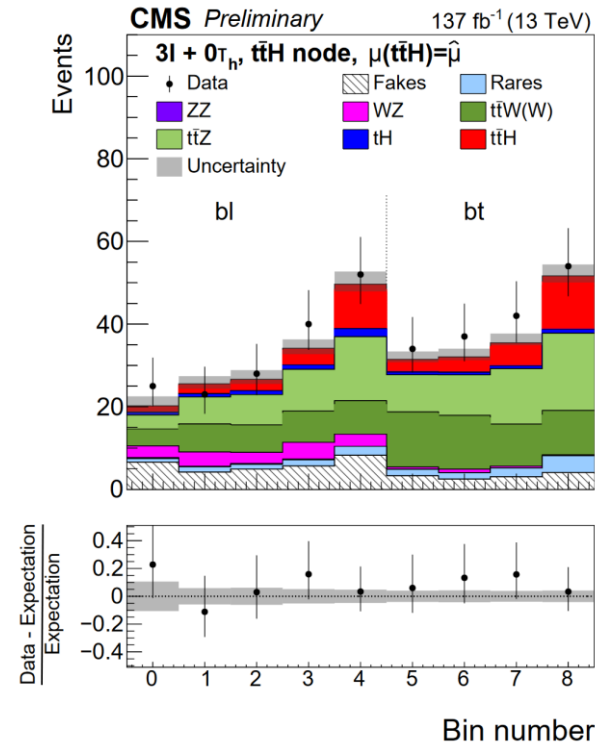 CMS Preliminary 137 fb⁻¹ (13 TeV)
Events
3l + 0τₕ, tt̄H node, μ(tt̄H)=μ̂
Data Fakes Rares
ZZ WZ tt̄W(W)
tt̄Z tH tt̄H
Uncertainty
bl bt
100
80
60
40
20
0
Data - Expectation
Expectation
0.4
0.2
0
−0.2
−0.4
0 1 2 3 4 5 6 7 8
Bin number